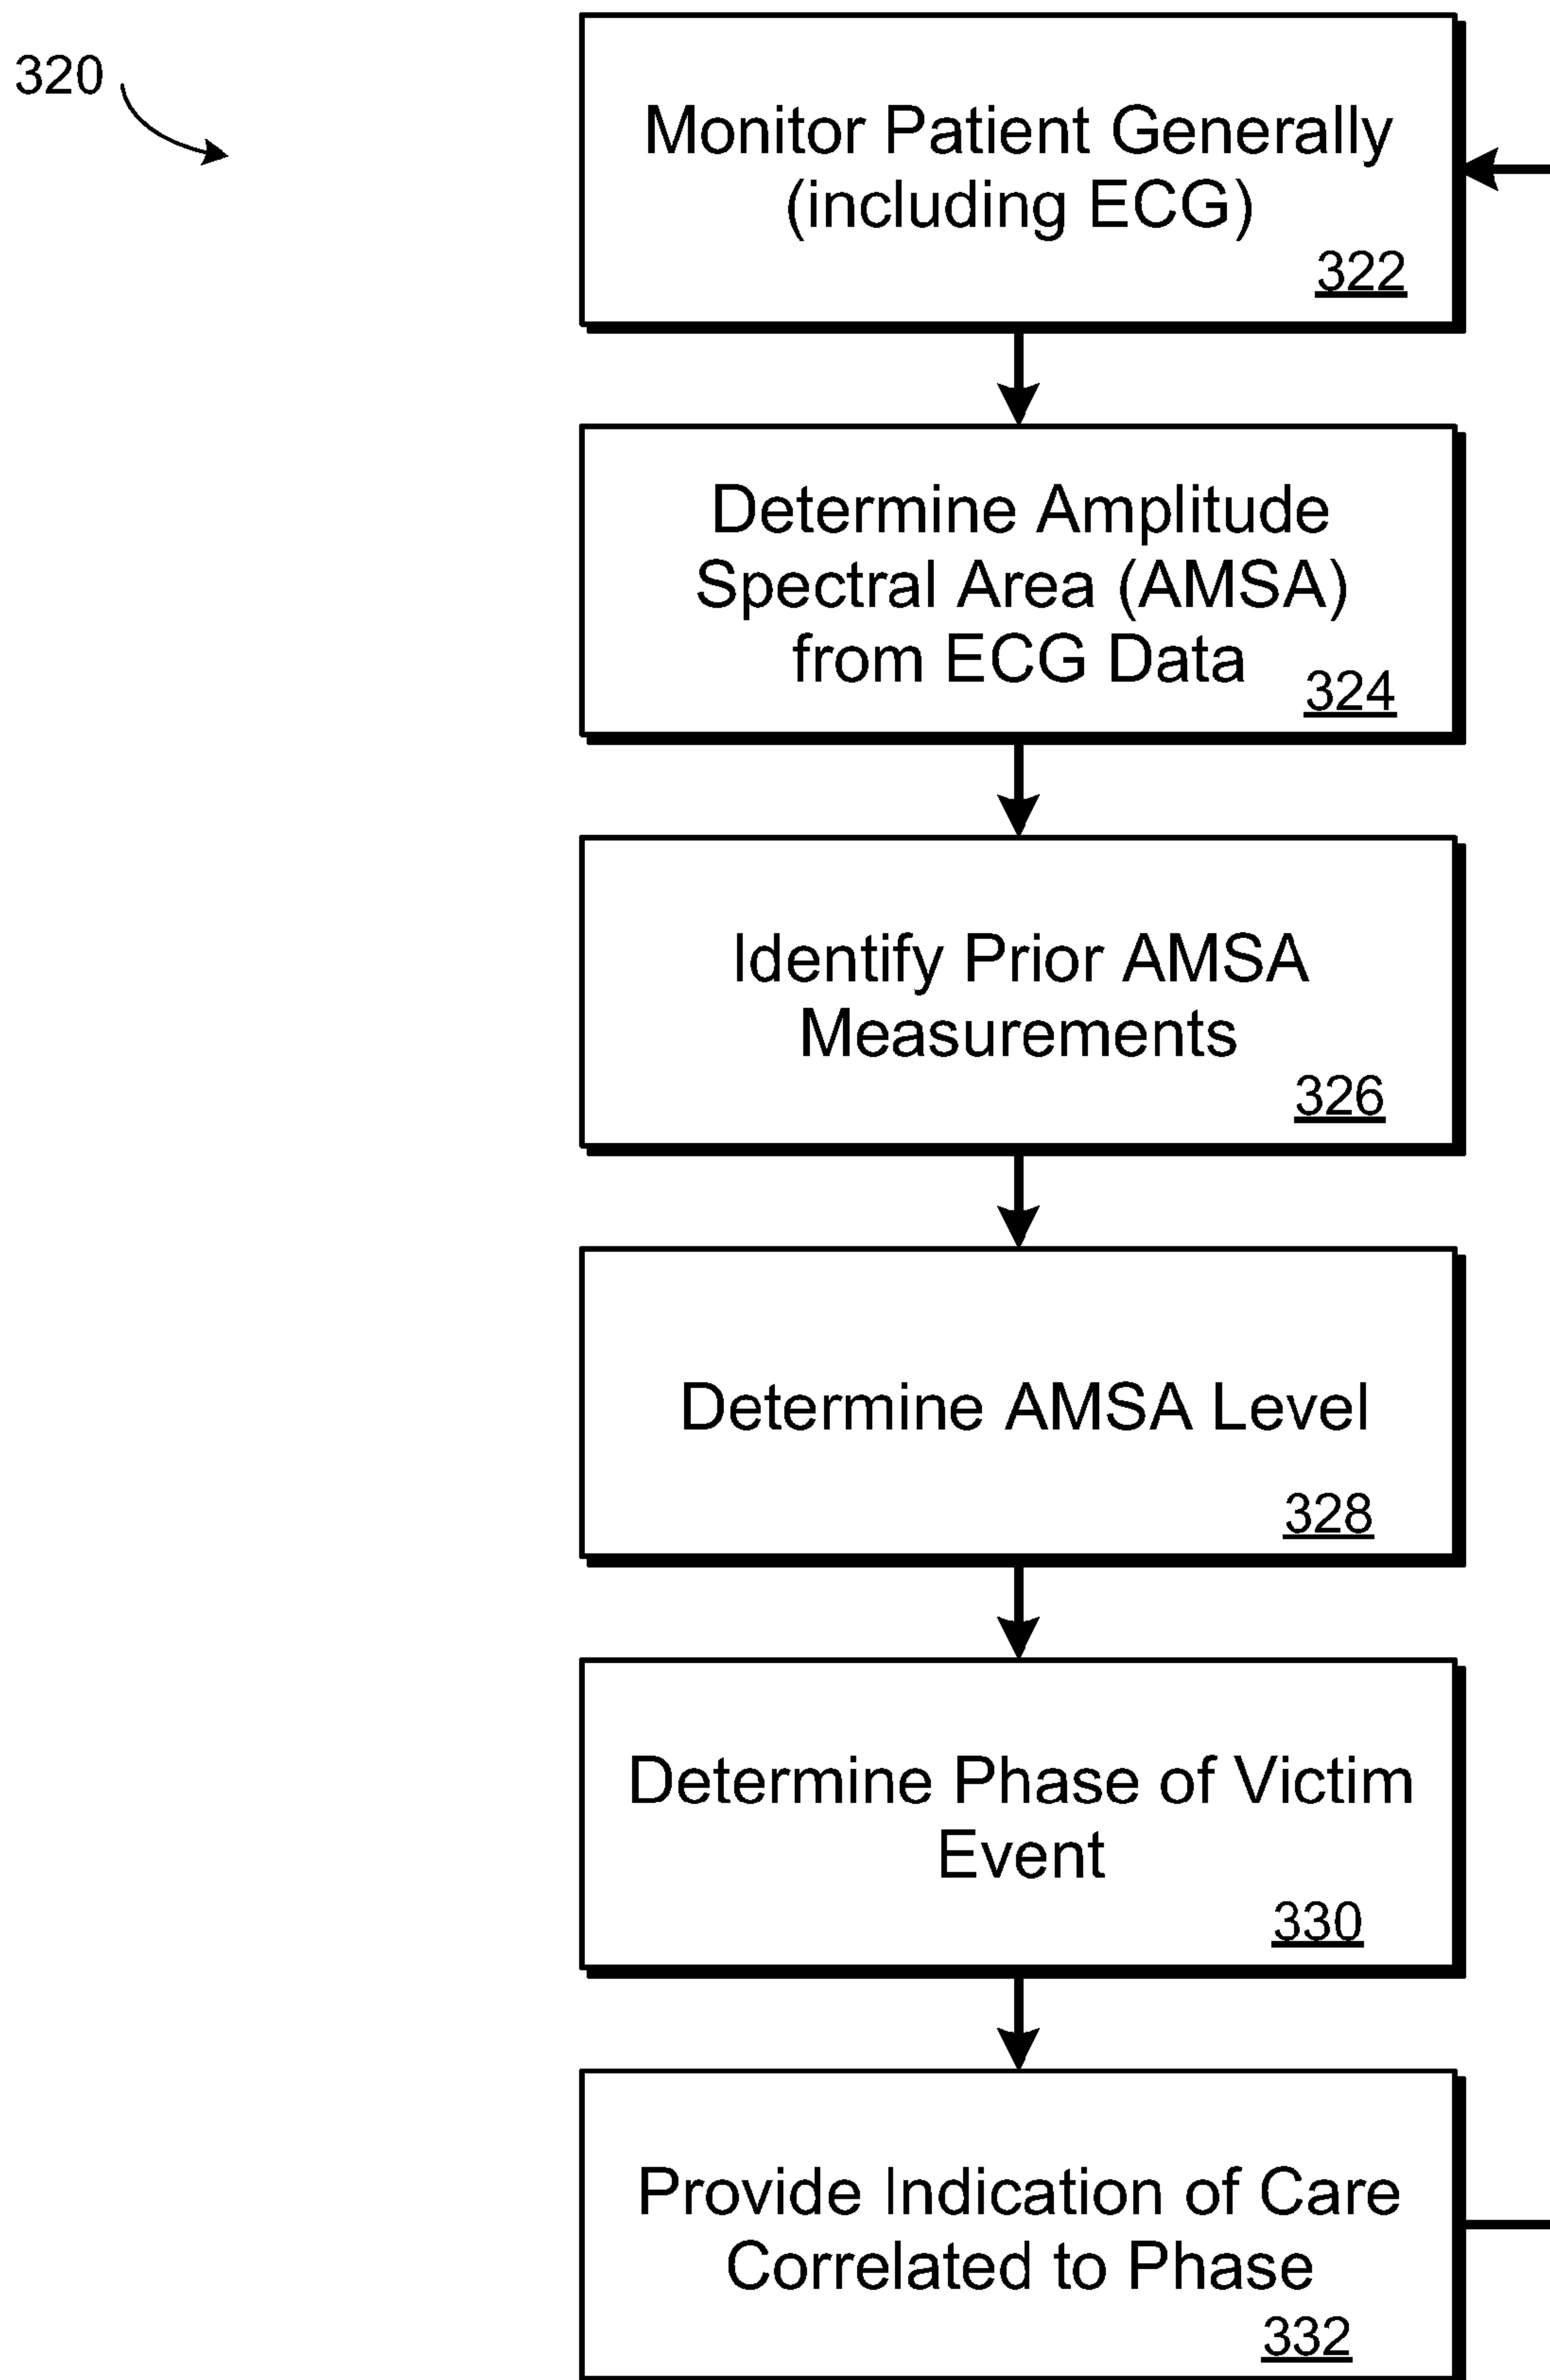 320
Monitor Patient Generally
(including ECG)
322
Determine Amplitude
Spectral Area (AMSA)
from ECG Data
324
Identify Prior AMSA
Measurements
326
Determine AMSA Level
328
Determine Phase of Victim
Event
330
Provide Indication of Care
Correlated to Phase
332